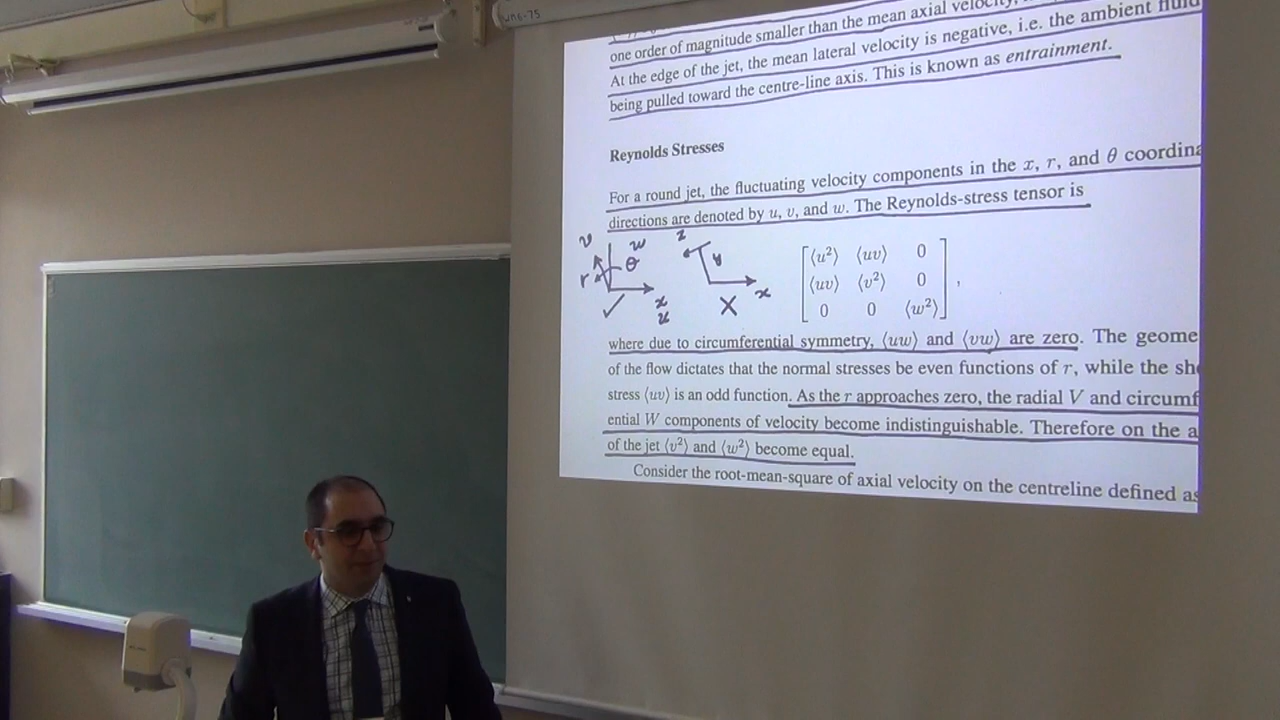 WNE-75
one order of magnitude smaller than the mean axial velocity,
At the edge of the jet, the mean lateral velocity is negative, i.e. the ambient fluid
being pulled toward the centre-line axis. This is known as entrainment.
Reynolds Stresses
For a round jet, the fluctuating velocity components in the x, r, and θ coordina
directions are denoted by u, v, and w. The Reynolds-stress tensor is
v w z
r θ y
x x
u
⟨u²⟩ ⟨uv⟩ 0
⟨uv⟩ ⟨v²⟩ 0 ,
0 0 ⟨w²⟩
where due to circumferential symmetry, ⟨uw⟩ and ⟨vw⟩ are zero. The geome
of the flow dictates that the normal stresses be even functions of r, while the sh
stress ⟨uv⟩ is an odd function. As the r approaches zero, the radial V and circumf
ential W components of velocity become indistinguishable. Therefore on the a
of the jet ⟨v²⟩ and ⟨w²⟩ become equal.
Consider the root-mean-square of axial velocity on the centreline defined as